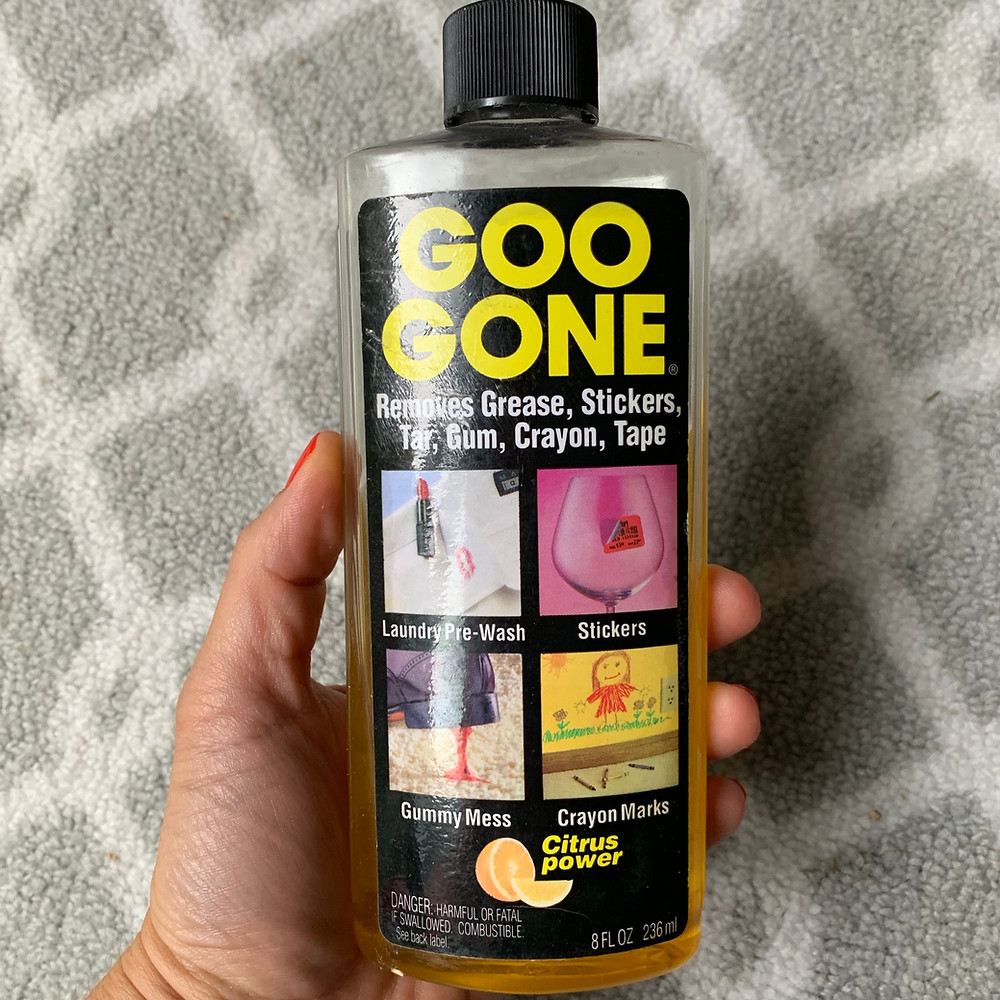 GOO
GONE®
Removes Grease, Stickers,
Tar, Gum, Crayon, Tape
Laundry Pre-Wash
Stickers
Gummy Mess
Crayon Marks
Citrus
power
DANGER: HARMFUL OR FATAL
IF SWALLOWED. COMBUSTIBLE.
See back label
8 FL OZ 236 ml